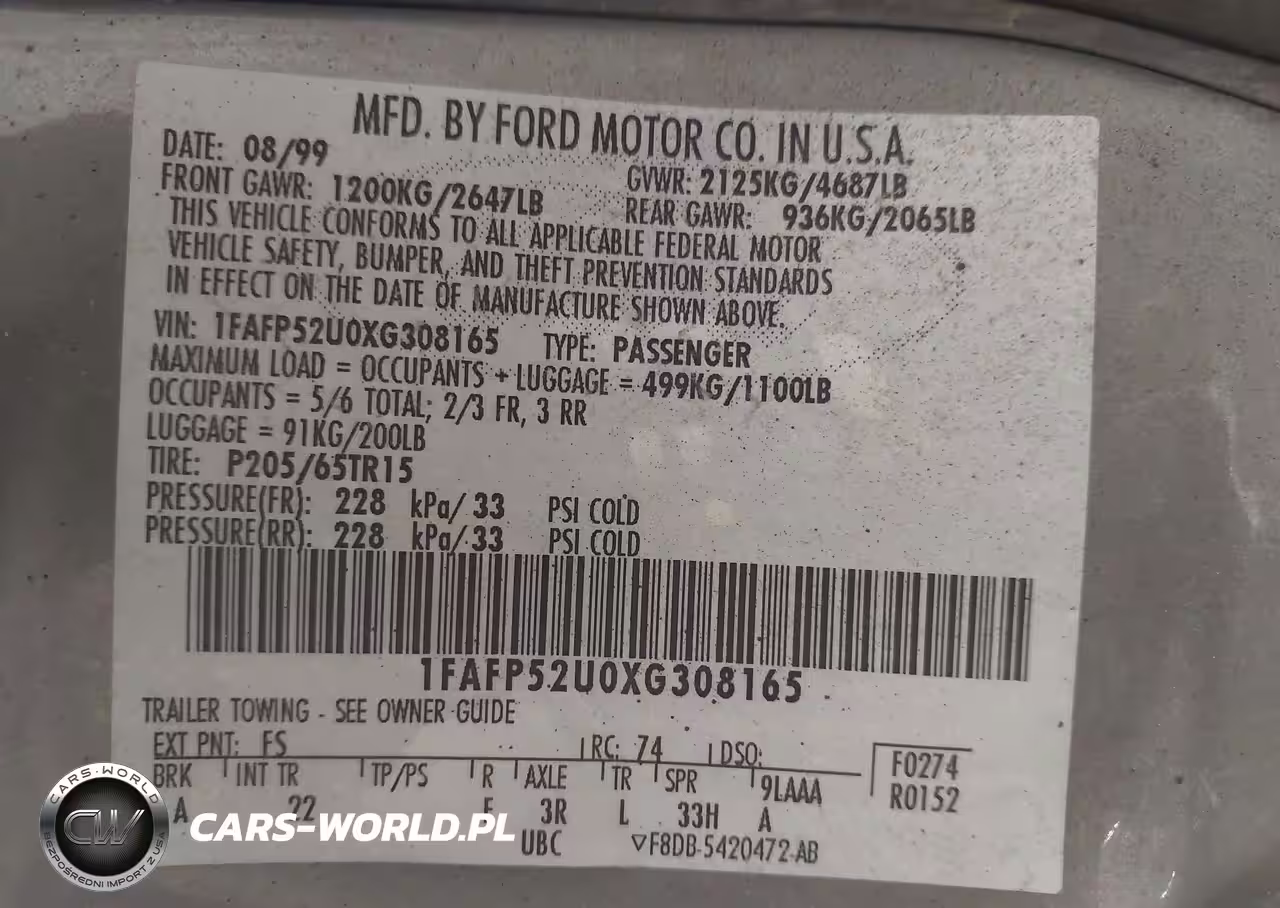 MFD. BY FORD MOTOR CO. IN U.S.A.
DATE: 08/99 GVWR: 2125KG/4687LB
FRONT GAWR: 1200KG/2647LB REAR GAWR: 936KG/2065LB
THIS VEHICLE CONFORMS TO ALL APPLICABLE FEDERAL MOTOR
VEHICLE SAFETY, BUMPER, AND THEFT PREVENTION STANDARDS
IN EFFECT ON THE DATE OF MANUFACTURE SHOWN ABOVE.
VIN: 1FAFP52U0XG308165 TYPE: PASSENGER
MAXIMUM LOAD = OCCUPANTS + LUGGAGE = 499KG/1100LB
OCCUPANTS = 5/6 TOTAL; 2/3 FR, 3 RR
LUGGAGE = 91KG/200LB
TIRE: P205/65TR15
PRESSURE(FR): 228 kPa/ 33 PSI COLD
PRESSURE(RR): 228 kPa/ 33 PSI COLD
1FAFP52U0XG308165
TRAILER TOWING - SEE OWNER GUIDE
EXT PNT: FS RC: 74 DSO: F0274
BRK INT TR TP/PS R AXLE TR SPR 9LAAA R0152
A 22 3R L 33H A
UBC ▽F8DB-5420472-AB
CARS-WORLD.PL
CARS-WORLD
CW
BEZPOŚREDNI IMPORT Z USA